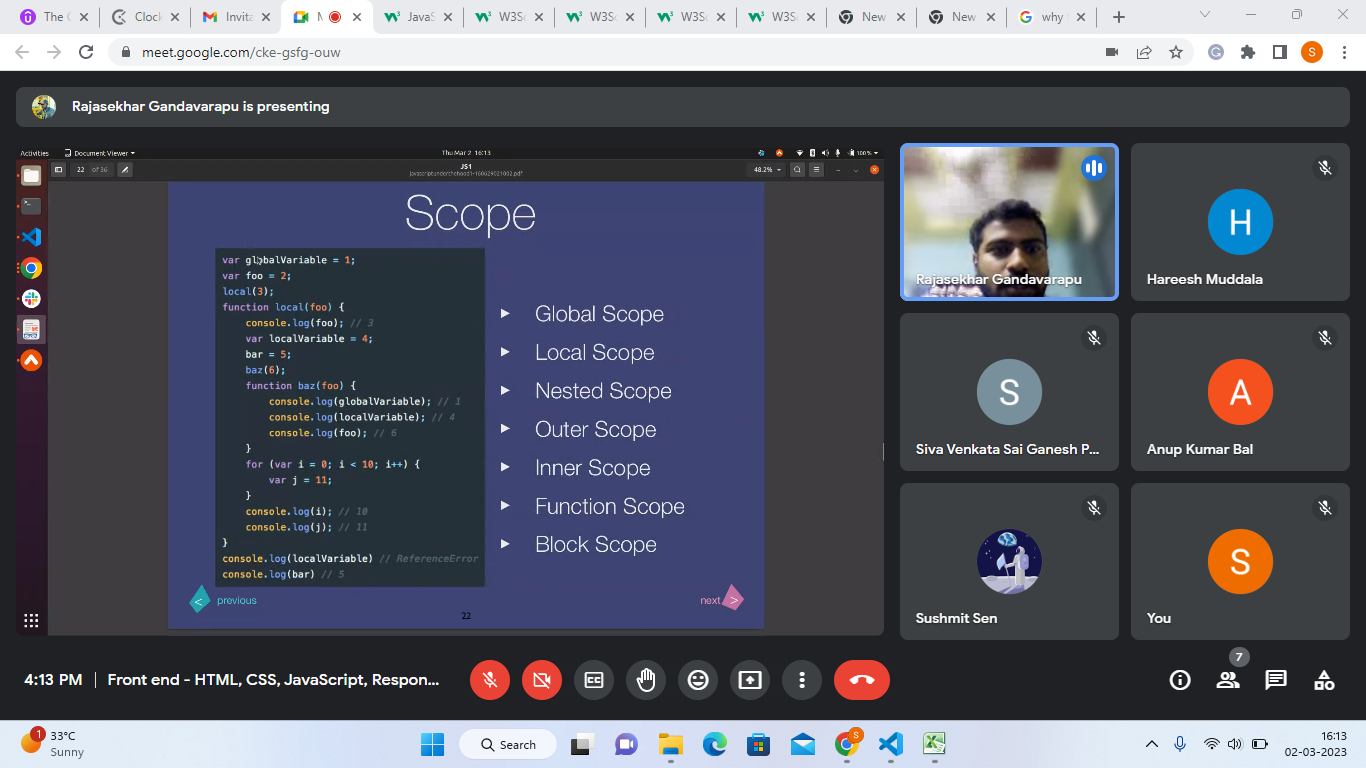 The C
Clock
Invita
M
JavaS
W3Sc
W3Sc
W3Sc
W3Sc
New
New
why
meet.google.com/cke-gsfg-ouw
S
Rajasekhar Gandavarapu is presenting
Activities
Document Viewer
Thu Mar 2 16:13
100 %
22 of 36
JS1
javascriptunderthehood1-160629021002.pdf
48.2%
Scope
var globalVariable = 1;
var foo = 2;
local(3);
function local(foo) {
console.log(foo); // 3
var localVariable = 4;
bar = 5;
baz(6);
function baz(foo) {
console.log(globalVariable); // 1
console.log(localVariable); // 4
console.log(foo); // 6
}
for (var i = 0; i < 10; i++) {
var j = 11;
}
console.log(i); // 10
console.log(j); // 11
}
console.log(localVariable) // ReferenceError
console.log(bar) // 5
Global Scope
Local Scope
Nested Scope
Outer Scope
Inner Scope
Function Scope
Block Scope
< previous
next >
22
Rajasekhar Gandavarapu
H
Hareesh Muddala
S
Siva Venkata Sai Ganesh P...
A
Anup Kumar Bal
Sushmit Sen
S
You
4:13 PM | Front end - HTML, CSS, JavaScript, Respon...
7
1
33°C
Sunny
Search
S
16:13
02-03-2023